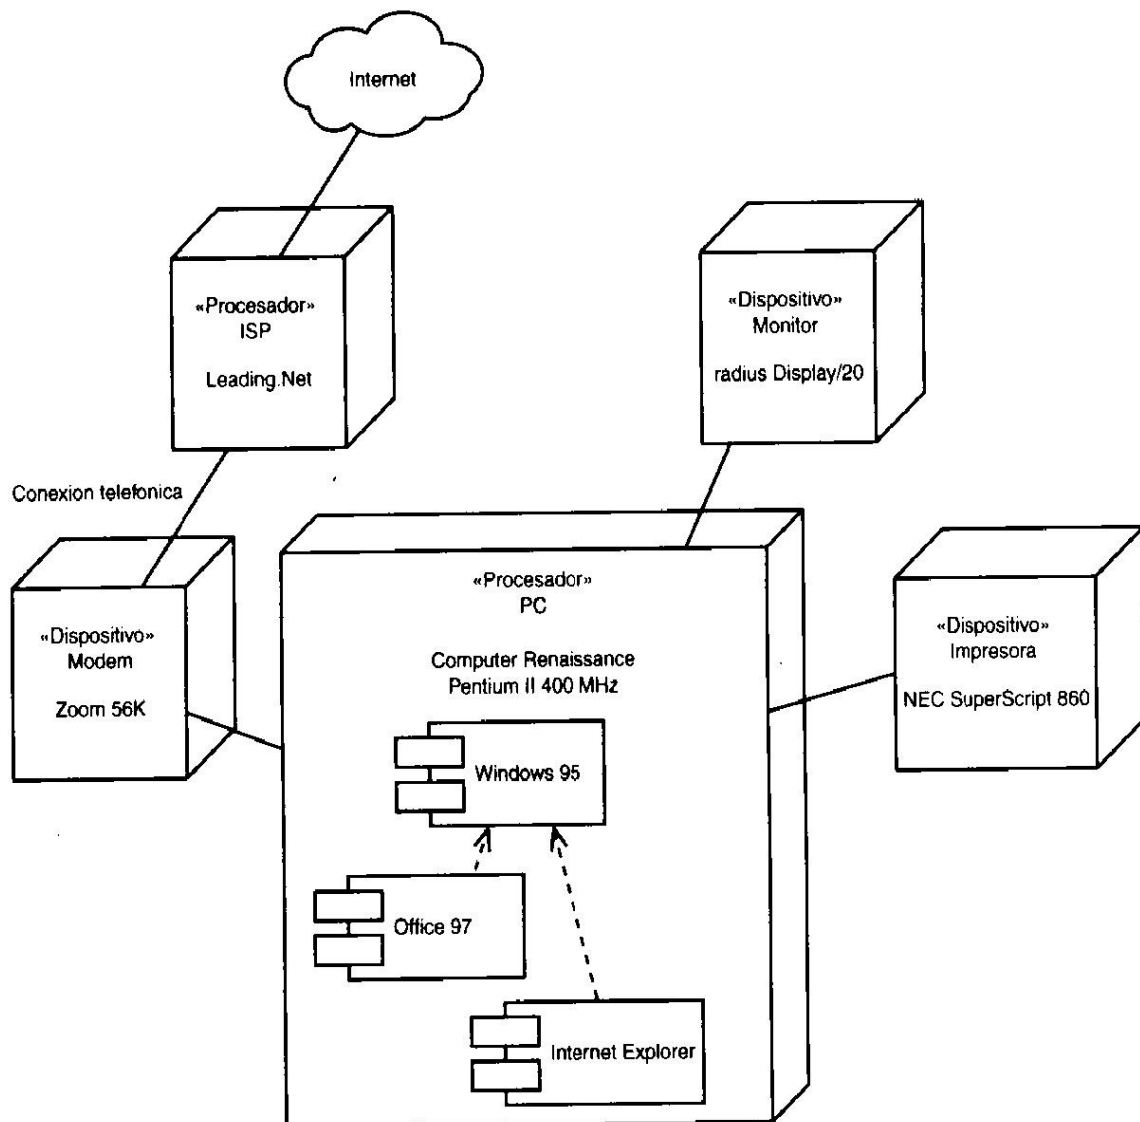 Internet
«Procesador»
ISP
Leading.Net
«Dispositivo»
Monitor
radius Display/20
Conexion telefonica
«Dispositivo»
Modem
Zoom 56K
«Procesador»
PC
Computer Renaissance
Pentium II 400 MHz
«Dispositivo»
Impresora
NEC SuperScript 860
Windows 95
Office 97
Internet Explorer